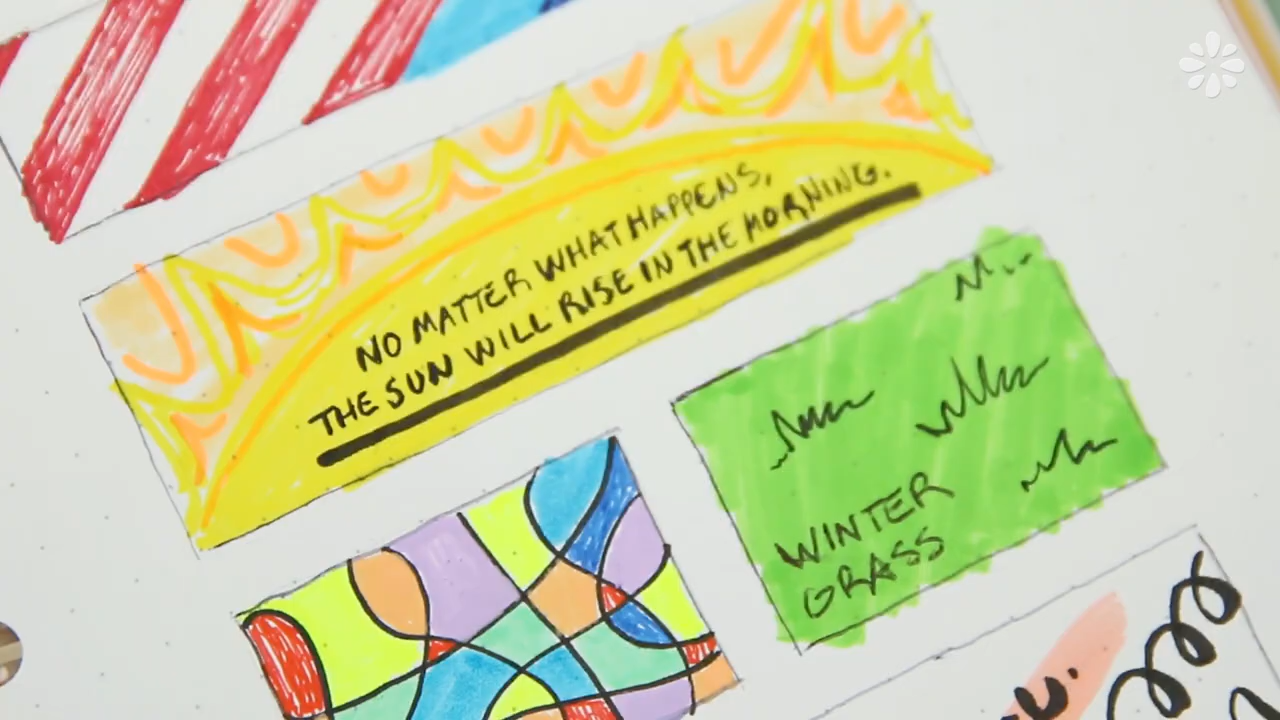 NO MATTER WHAT HAPPENS,
THE SUN WILL RISE IN THE MORNING.
WINTER
GRASS